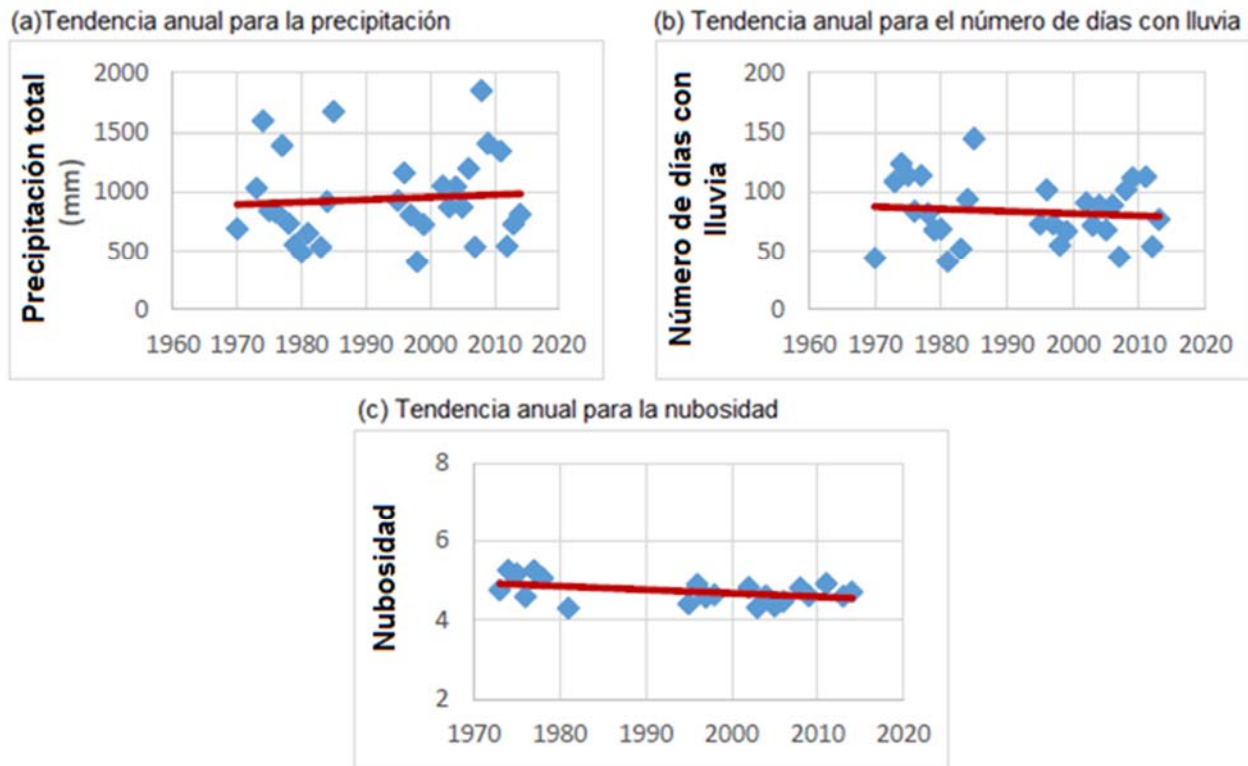 (a)Tendencia anual para la precipitación
Precipitación total
(mm)
2000
1500
1000
500
0
1960 1970 1980 1990 2000 2010 2020
(b) Tendencia anual para el número de días con lluvia
Número de días con
lluvia
200
150
100
50
0
1960 1970 1980 1990 2000 2010 2020
(c) Tendencia anual para la nubosidad
Nubosidad
8
6
4
2
1970 1980 1990 2000 2010 2020